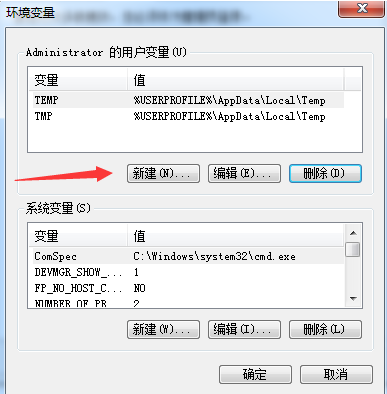 环境变量
Administrator 的用户变量(U)
变量 值
TEMP %USERPROFILE%\AppData\Local\Temp
TMP %USERPROFILE%\AppData\Local\Temp
新建(N)... 编辑(E)... 删除(D)
系统变量(S)
变量 值
ComSpec C:\Windows\system32\cmd.exe
DEVMGR_SHOW_... 1
FP_NO_HOST_C... NO
NUMBER_OF_PR... 2
新建(W)... 编辑(I)... 删除(L)
确定 取消